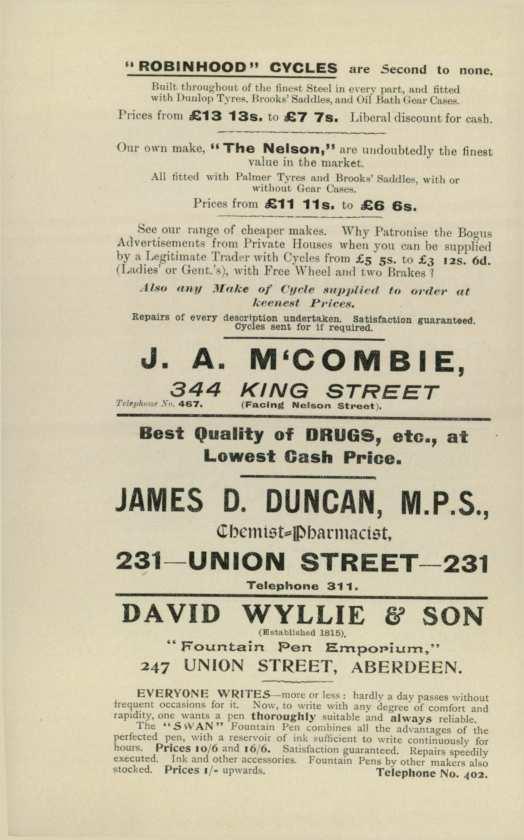 "ROBINHOOD" CYCLES are Second to none.
Built throughout of the finest Steel in every part, and fitted
with Dunlop Tyres, Brooks' Saddles, and Oil Bath Gear Cases.
Prices from £13 13s. to £7 7s. Liberal discount for cash.
Our own make, "The Nelson," are undoubtedly the finest
value in the market.
All fitted with Palmer Tyres and Brooks' Saddles, with or
without Gear Cases.
Prices from £11 11s. to £6 6s.
See our range of cheaper makes. Why Patronise the Bogus
Advertisements from Private Houses when you can be supplied
by a Legitimate Trader with Cycles from £5 5s. to £3 12s. 6d.
(Ladies' or Gent.'s), with Free Wheel and two Brakes?
Also any Make of Cycle supplied to order at
keenest Prices.
Repairs of every description undertaken. Satisfaction guaranteed.
Cycles sent for if required.
J. A. M'COMBIE,
344 KING STREET
Telephone No. 467. (Facing Nelson Street).
Best Quality of DRUGS, etc., at
Lowest Cash Price.
JAMES D. DUNCAN, M.P.S.,
Chemist=Pharmacist,
231—UNION STREET—231
Telephone 311.
DAVID WYLLIE & SON
(Established 1815),
"Fountain Pen Emporium,"
247 UNION STREET, ABERDEEN.
EVERYONE WRITES—more or less: hardly a day passes without
frequent occasions for it. Now, to write with any degree of comfort and
rapidity, one wants a pen thoroughly suitable and always reliable.
The "SWAN" Fountain Pen combines all the advantages of the
perfected pen, with a reservoir of ink sufficient to write continuously for
hours. Prices 10/6 and 16/6. Satisfaction guaranteed. Repairs speedily
executed. Ink and other accessories. Fountain Pens by other makers also
stocked. Prices 1/- upwards. Telephone No. 402.